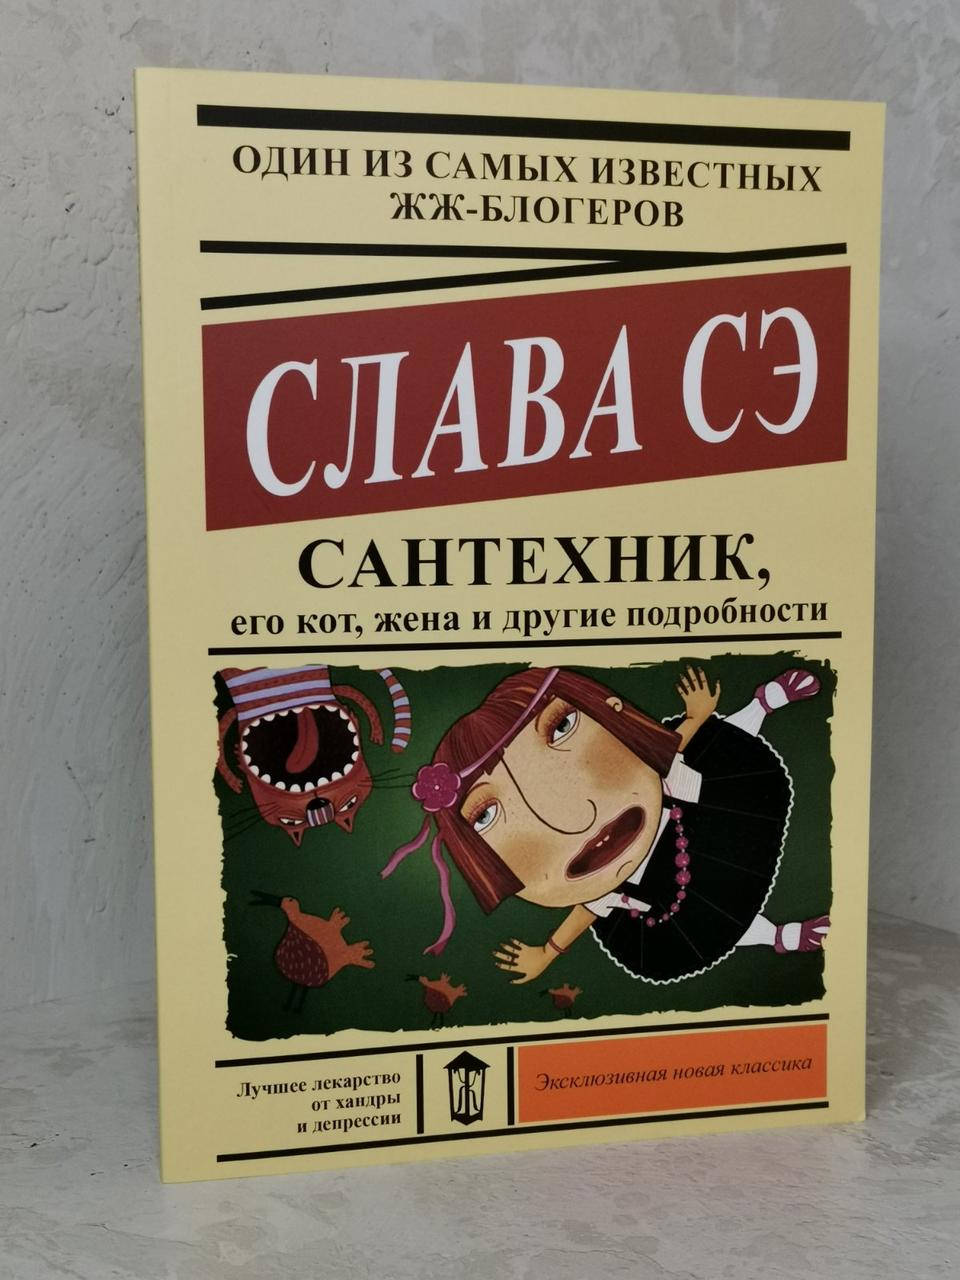 ОДИН ИЗ САМЫХ ИЗВЕСТНЫХ
ЖЖ-БЛОГЕРОВ
СЛАВА СЭ
САНТЕХНИК,
его кот, жена и другие подробности
Лучшее лекарство
от хандры
и депрессии
Эксклюзивная новая классика